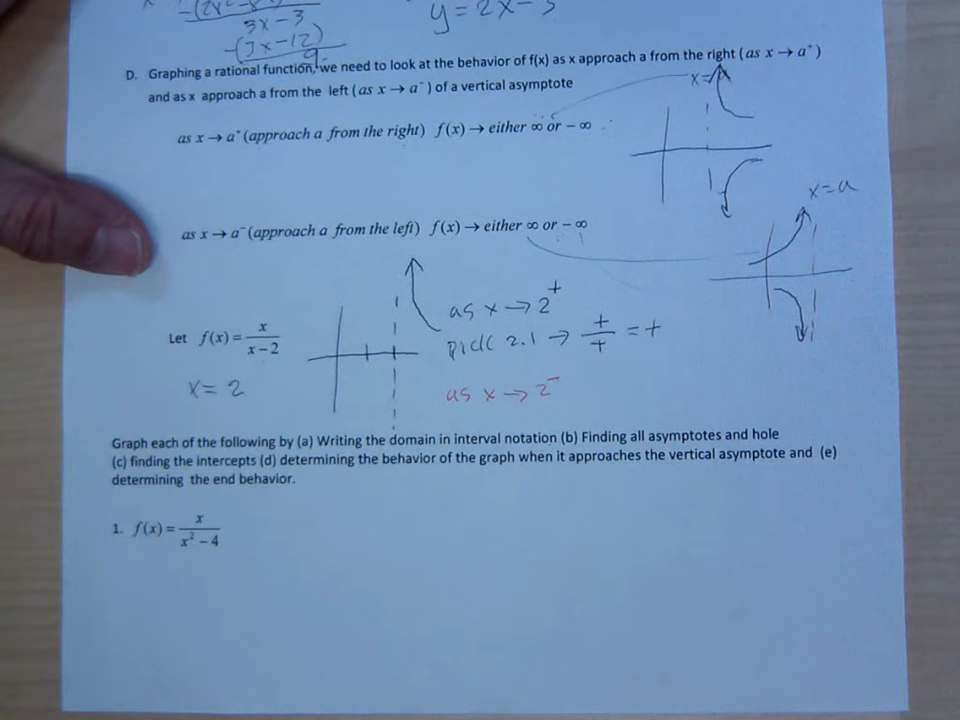 3x-3
-(3x-12)
9
y = 2x-5
D. Graphing a rational function, we need to look at the behavior of f(x) as x approach a from the right (as x → a⁺)
and as x approach a from the left (as x → a⁻) of a vertical asymptote
as x → a⁺ (approach a from the right) f(x) → either ∞ or − ∞
x=a
as x → a⁻ (approach a from the left) f(x) → either ∞ or − ∞
as x → 2⁺
Let f(x) = x/(x−2)
pick 2.1 → +/+ = +
x = 2
as x → 2⁻
Graph each of the following by (a) Writing the domain in interval notation (b) Finding all asymptotes and hole
(c) finding the intercepts (d) determining the behavior of the graph when it approaches the vertical asymptote and (e)
determining the end behavior.
1. f(x) = x/(x² − 4)